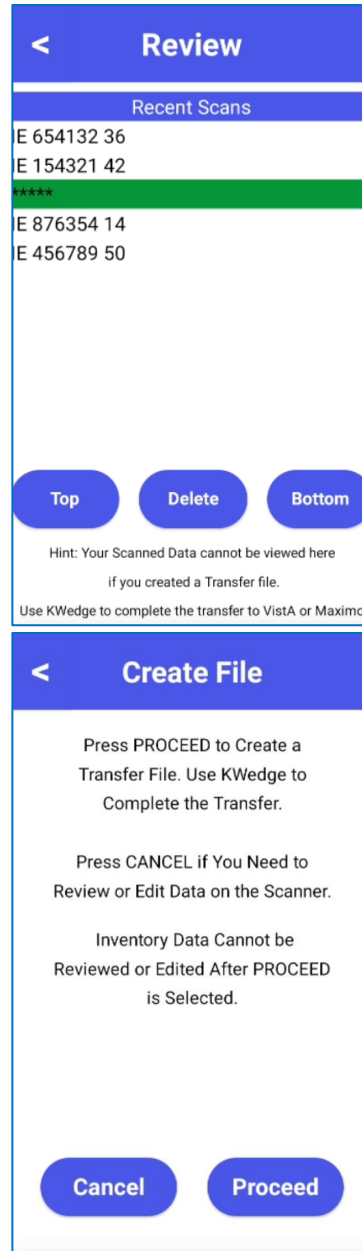 <
Review
Recent Scans
IE 654132 36
IE 154321 42
*****
IE 876354 14
IE 456789 50
Top
Delete
Bottom
Hint: Your Scanned Data cannot be viewed here
if you created a Transfer file.
Use KWedge to complete the transfer to VistA or Maximo
<
Create File
Press PROCEED to Create a
Transfer File. Use KWedge to
Complete the Transfer.
Press CANCEL if You Need to
Review or Edit Data on the Scanner.
Inventory Data Cannot be
Reviewed or Edited After PROCEED
is Selected.
Cancel
Proceed